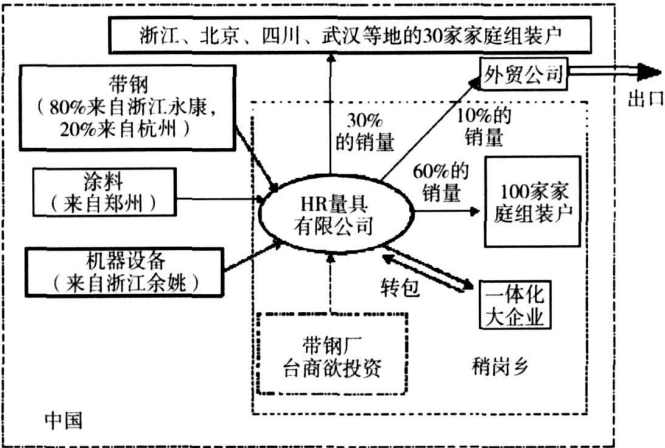 浙江、北京、四川、武汉等地的30家家庭组装户
外贸公司
出口
带钢
（80%来自浙江永康，
20%来自杭州）
30%
的销量
10%的
销量
涂料
（来自郑州）
HR量具
有限公司
60%的
销量
100家家
庭组装户
机器设备
（来自浙江余姚）
转包
一体化
大企业
带钢厂
台商欲投资
稍岗乡
中国